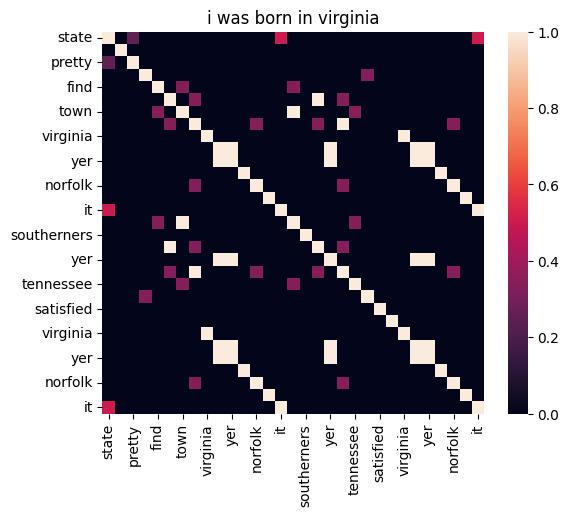 i was born in virginia
state
pretty
find
town
virginia
yer
norfolk
it
southerners
yer
tennessee
satisfied
virginia
yer
norfolk
it
1.0
0.8
0.6
0.4
0.2
0.0
state
pretty
find
town
virginia
yer
norfolk
it
southerners
yer
tennessee
satisfied
virginia
yer
norfolk
it